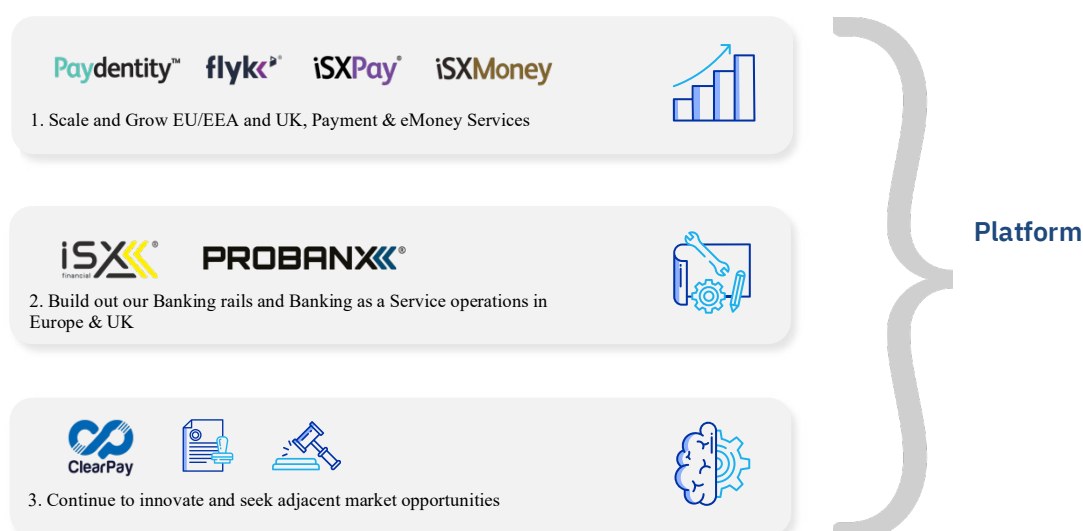 Paydentity™ flykk® iSXPay® iSXMoney
1. Scale and Grow EU/EEA and UK, Payment & eMoney Services
Platform
iSX® PROBANX®
financial
2. Build out our Banking rails and Banking as a Service operations in
Europe & UK
ClearPay
3. Continue to innovate and seek adjacent market opportunities